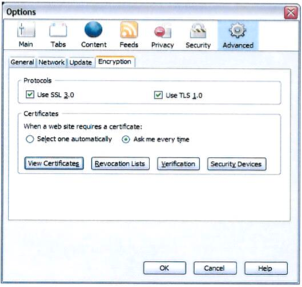 Options
Main Tabs Content Feeds Privacy Security Advanced
General Network Update Encryption
Protocols
Use SSL 3.0 Use TLS 1.0
Certificates
When a web site requires a certificate:
Select one automatically Ask me every time
View Certificates Revocation Lists Verification Security Devices
OK Cancel Help